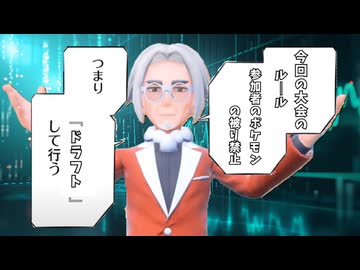 今回の大会の
ルール
参加者のポケモン
の被り禁止
つまり
『ドラフト』
して行う